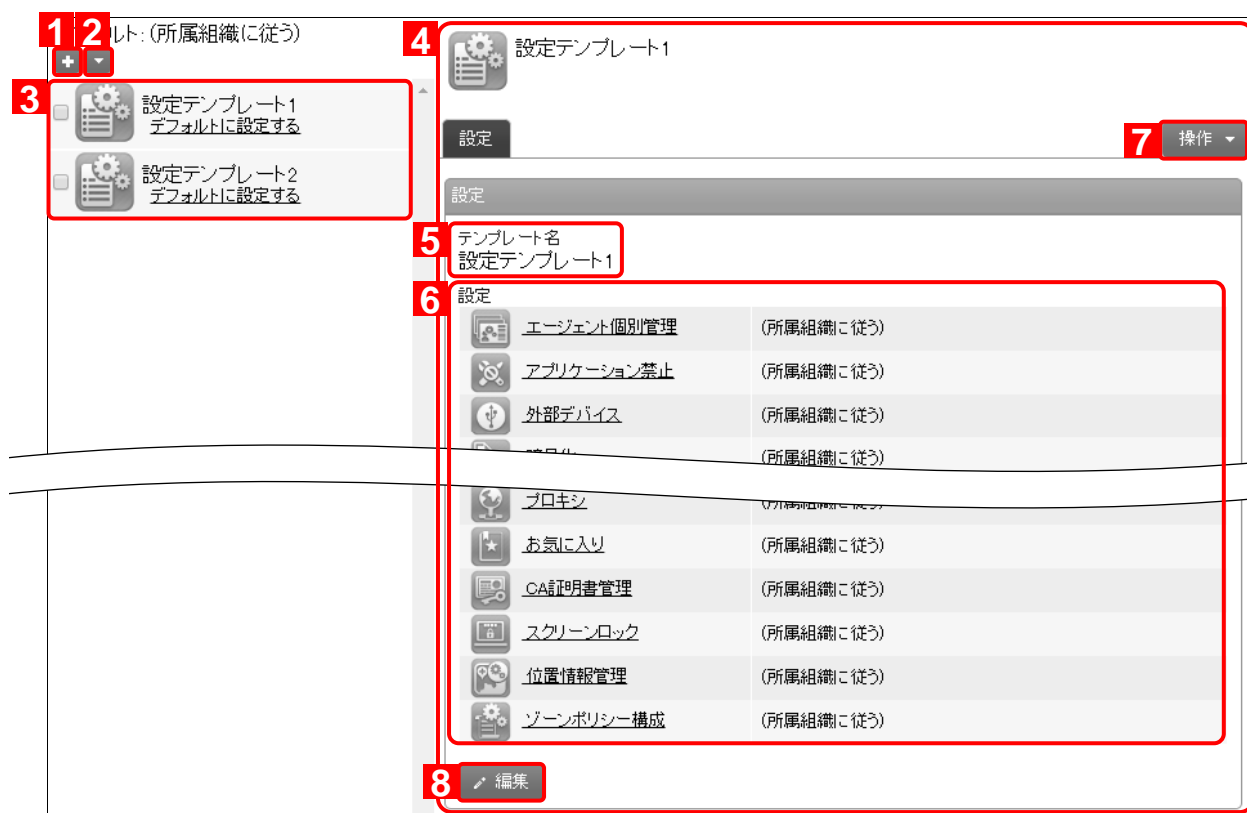 1
2
ルト: (所属組織に従う)
3
設定テンプレート1
デフォルトに設定する
設定テンプレート2
デフォルトに設定する
4
設定テンプレート1
設定
7
操作
設定
5
テンプレート名
設定テンプレート1
6
設定
エージェント個別管理 (所属組織に従う)
アプリケーション禁止 (所属組織に従う)
外部デバイス (所属組織に従う)
(所属組織に従う)
プロキシ
お気に入り (所属組織に従う)
CA証明書管理 (所属組織に従う)
スクリーンロック (所属組織に従う)
位置情報管理 (所属組織に従う)
ゾーンポリシー構成 (所属組織に従う)
8
編集